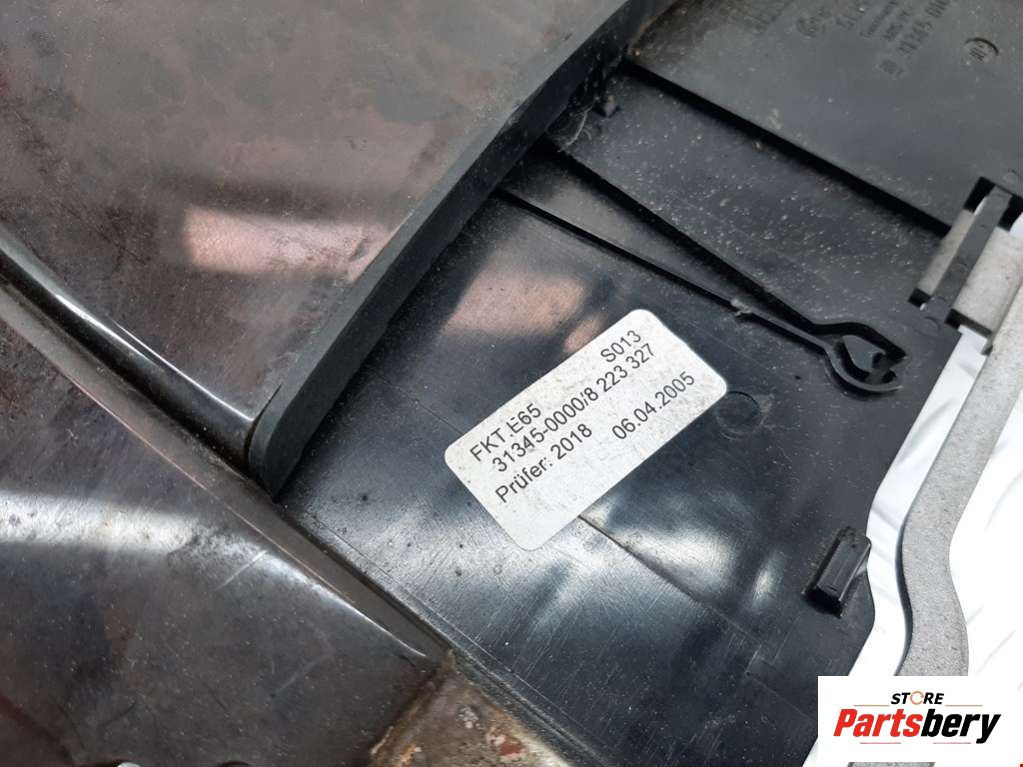 FKT.E65 S013
31345-0000/8 223 327
Prüfer: 2018 06.04.2005
STORE
Partsbery